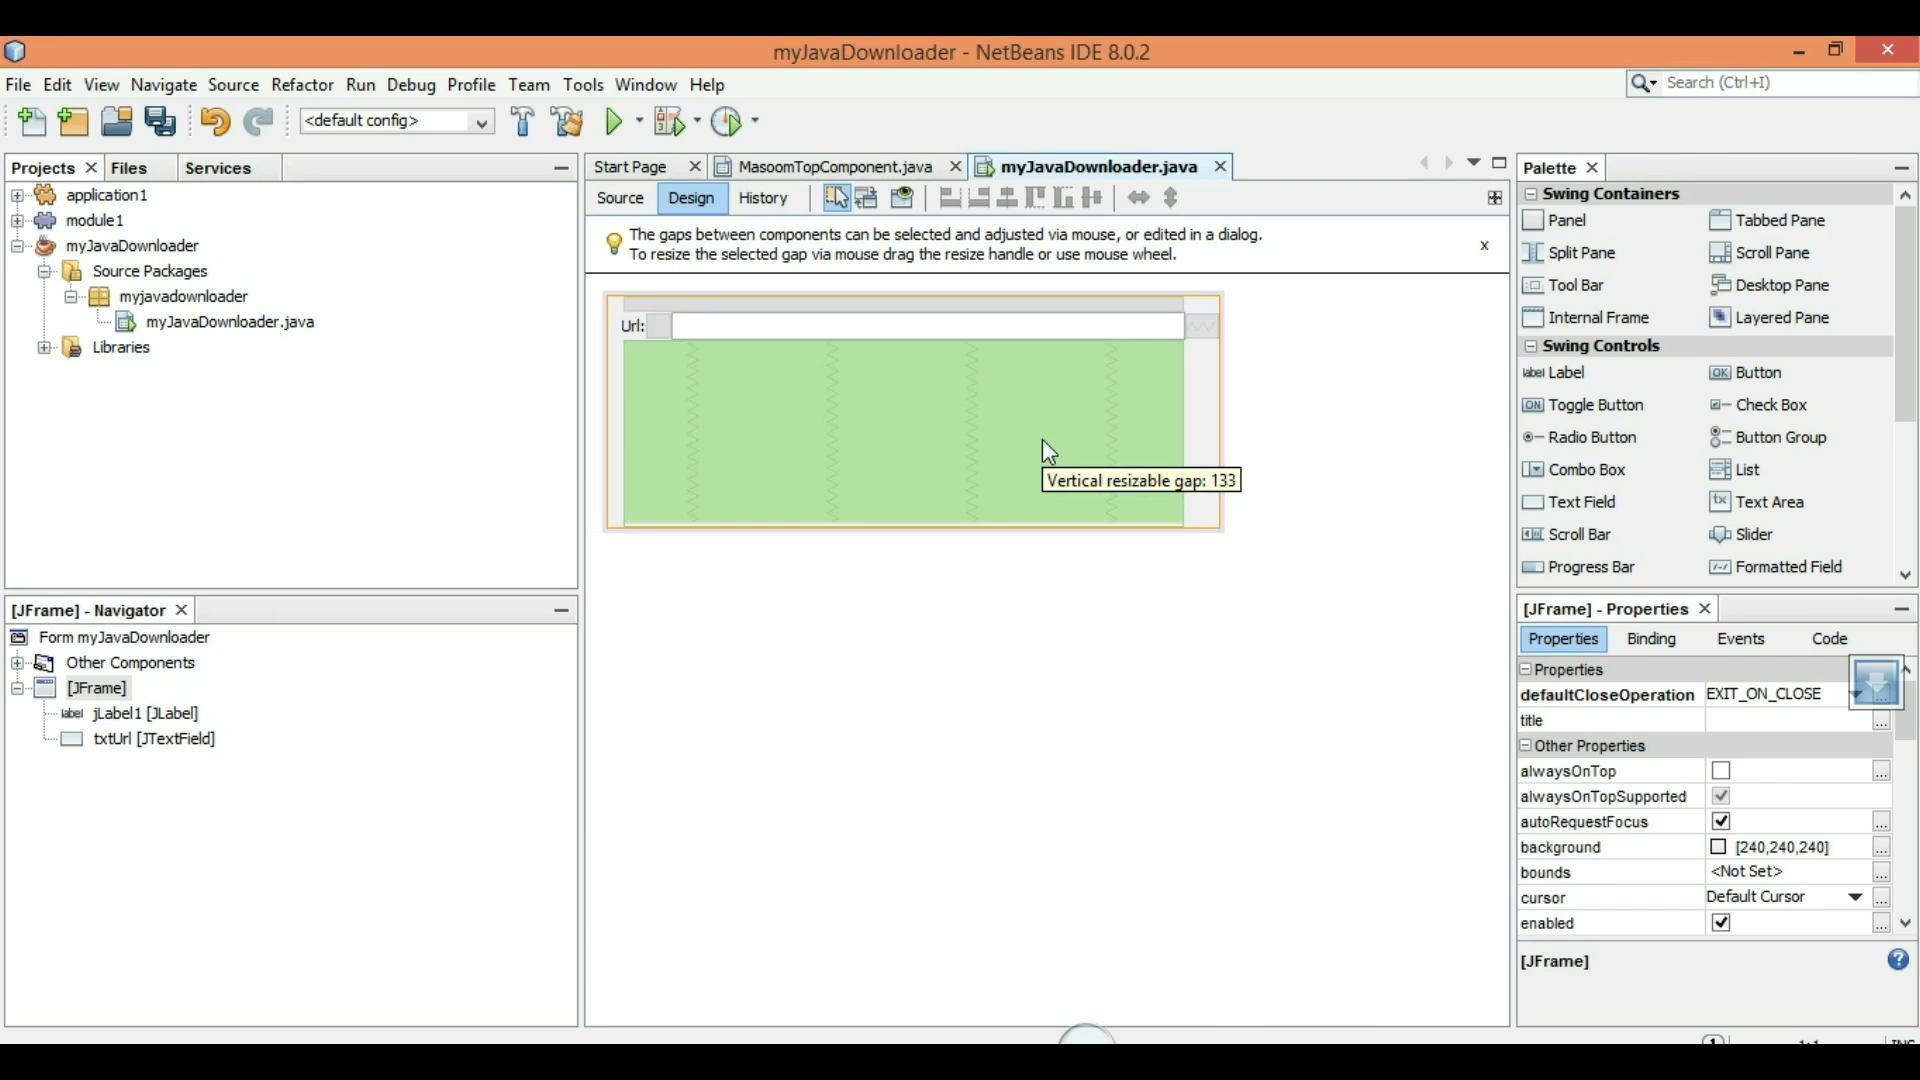 myJavaDownloader - NetBeans IDE 8.0.2
File Edit View Navigate Source Refactor Run Debug Profile Team Tools Window Help
Search (Ctrl+I)
<default config>
Projects Files Services
application1
module1
myJavaDownloader
Source Packages
myjavadownloader
myJavaDownloader.java
Libraries
[JFrame] - Navigator
Form myJavaDownloader
Other Components
[JFrame]
label jLabel1 [JLabel]
txtUrl [JTextField]
Start Page MasoomTopComponent.java myJavaDownloader.java
Source Design History
The gaps between components can be selected and adjusted via mouse, or edited in a dialog.
To resize the selected gap via mouse drag the resize handle or use mouse wheel.
x
Url:
Vertical resizable gap: 133
Palette
Swing Containers
Panel Tabbed Pane
Split Pane Scroll Pane
Tool Bar Desktop Pane
Internal Frame Layered Pane
Swing Controls
label Label OK Button
ON Toggle Button Check Box
Radio Button Button Group
Combo Box List
Text Field tx Text Area
Scroll Bar Slider
Progress Bar Formatted Field
[JFrame] - Properties
Properties Binding Events Code
Properties
defaultCloseOperation EXIT_ON_CLOSE
title ...
Other Properties
alwaysOnTop ...
alwaysOnTopSupported
autoRequestFocus ...
background [240,240,240] ...
bounds <Not Set> ...
cursor Default Cursor ...
enabled ...
[JFrame]